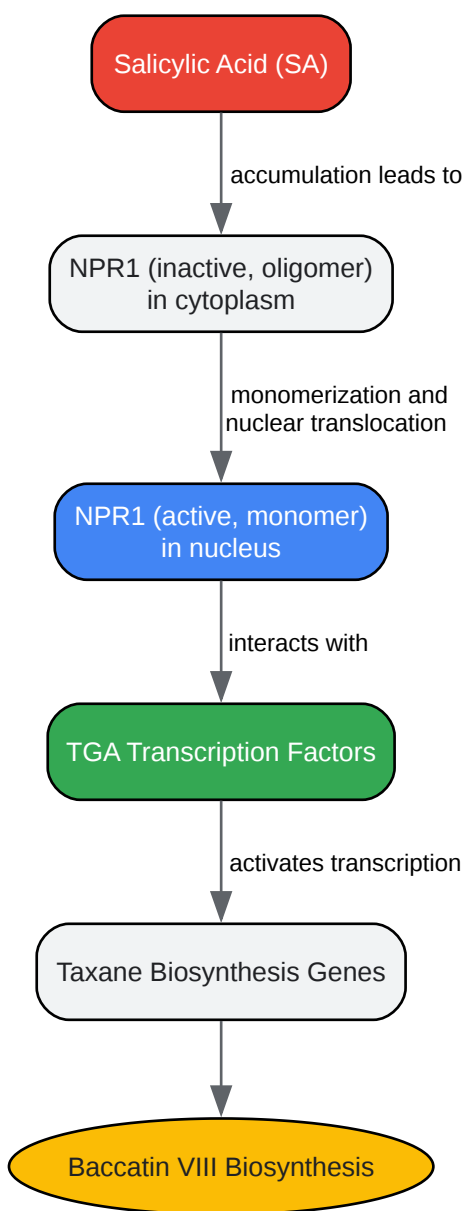 Salicylic Acid (SA)
accumulation leads to
NPR1 (inactive, oligomer)
in cytoplasm
monomerization and
nuclear translocation
NPR1 (active, monomer)
in nucleus
interacts with
TGA Transcription Factors
activates transcription
Taxane Biosynthesis Genes
Baccatin VIII Biosynthesis